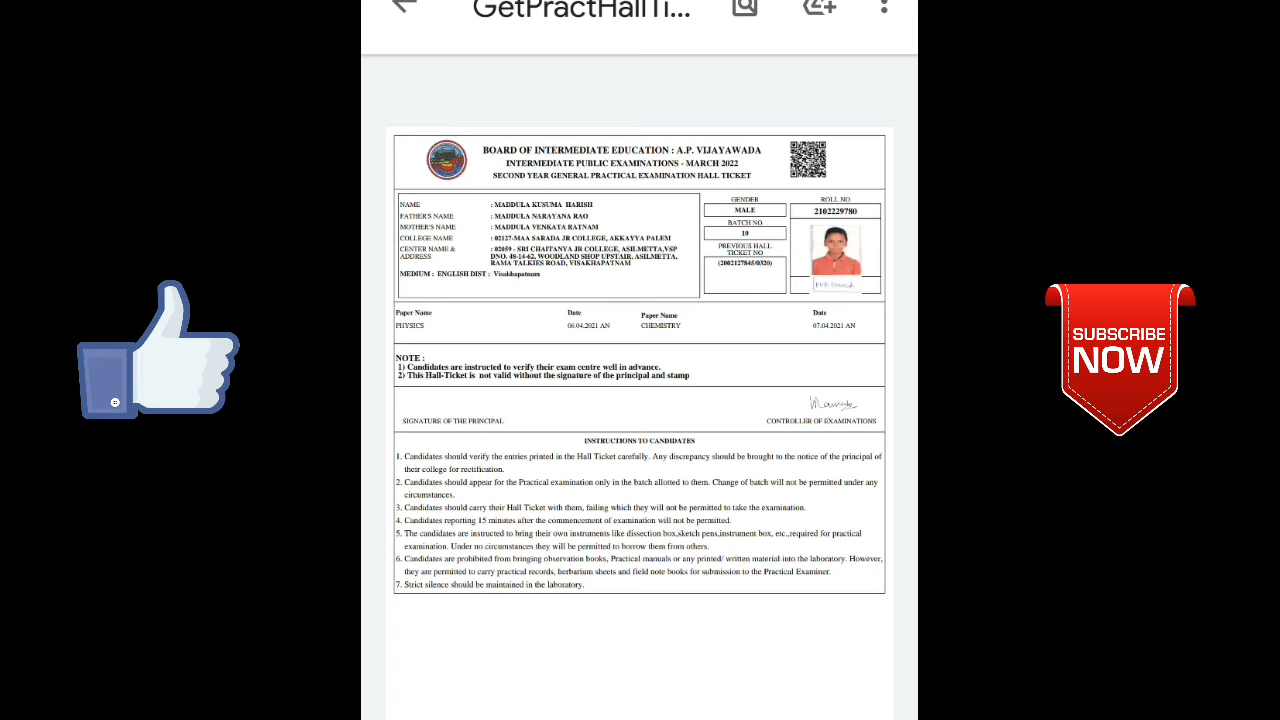 GetPractHallTi...
BOARD OF INTERMEDIATE EDUCATION : A.P. VIJAYAWADA
INTERMEDIATE PUBLIC EXAMINATIONS - MARCH 2022
SECOND YEAR GENERAL PRACTICAL EXAMINATION HALL TICKET
NAME : MADDULA KUSUMA HARISH
FATHER'S NAME : MADDULA NARAYANA RAO
MOTHER'S NAME : MADDULA VENKATA RATNAM
COLLEGE NAME : 02127-MAA SARADA JR COLLEGE, AKKAYYA PALEM
CENTER NAME & ADDRESS : 02059 - SRI CHAITANYA JR COLLEGE, ASILMETTA,VSP
DNO. 48-14-62, WOODLAND SHOP UPSTAIR, ASILMETTA,
RAMA TALKIES ROAD, VISAKHAPATNAM
MEDIUM : ENGLISH DIST : Visakhapatnam
GENDER
MALE
BATCH NO
10
PREVIOUS HALL
TICKET NO
(2002127845/0320)
ROLL NO
2102229780
Paper Name Date Paper Name Date
PHYSICS 06.04.2021 AN CHEMISTRY 07.04.2021 AN
NOTE :
1) Candidates are instructed to verify their exam centre well in advance.
2) This Hall-Ticket is not valid without the signature of the principal and stamp
SIGNATURE OF THE PRINCIPAL CONTROLLER OF EXAMINATIONS
INSTRUCTIONS TO CANDIDATES
1. Candidates should verify the entries printed in the Hall Ticket carefully. Any discrepancy should be brought to the notice of the principal of
their college for rectification.
2. Candidates should appear for the Practical examination only in the batch allotted to them. Change of batch will not be permitted under any
circumstances.
3. Candidates should carry their Hall Ticket with them, failing which they will not be permitted to take the examination.
4. Candidates reporting 15 minutes after the commencement of examination will not be permitted.
5. The candidates are instructed to bring their own instruments like dissection box,sketch pens,instrument box, etc.,required for practical
examination. Under no circumstances they will be permitted to borrow them from others.
6. Candidates are prohibited from bringing observation books, Practical manuals or any printed/ written material into the laboratory. However,
they are permitted to carry practical records, herbarium sheets and field note books for submission to the Practical Examiner.
7. Strict silence should be maintained in the laboratory.
SUBSCRIBE
NOW